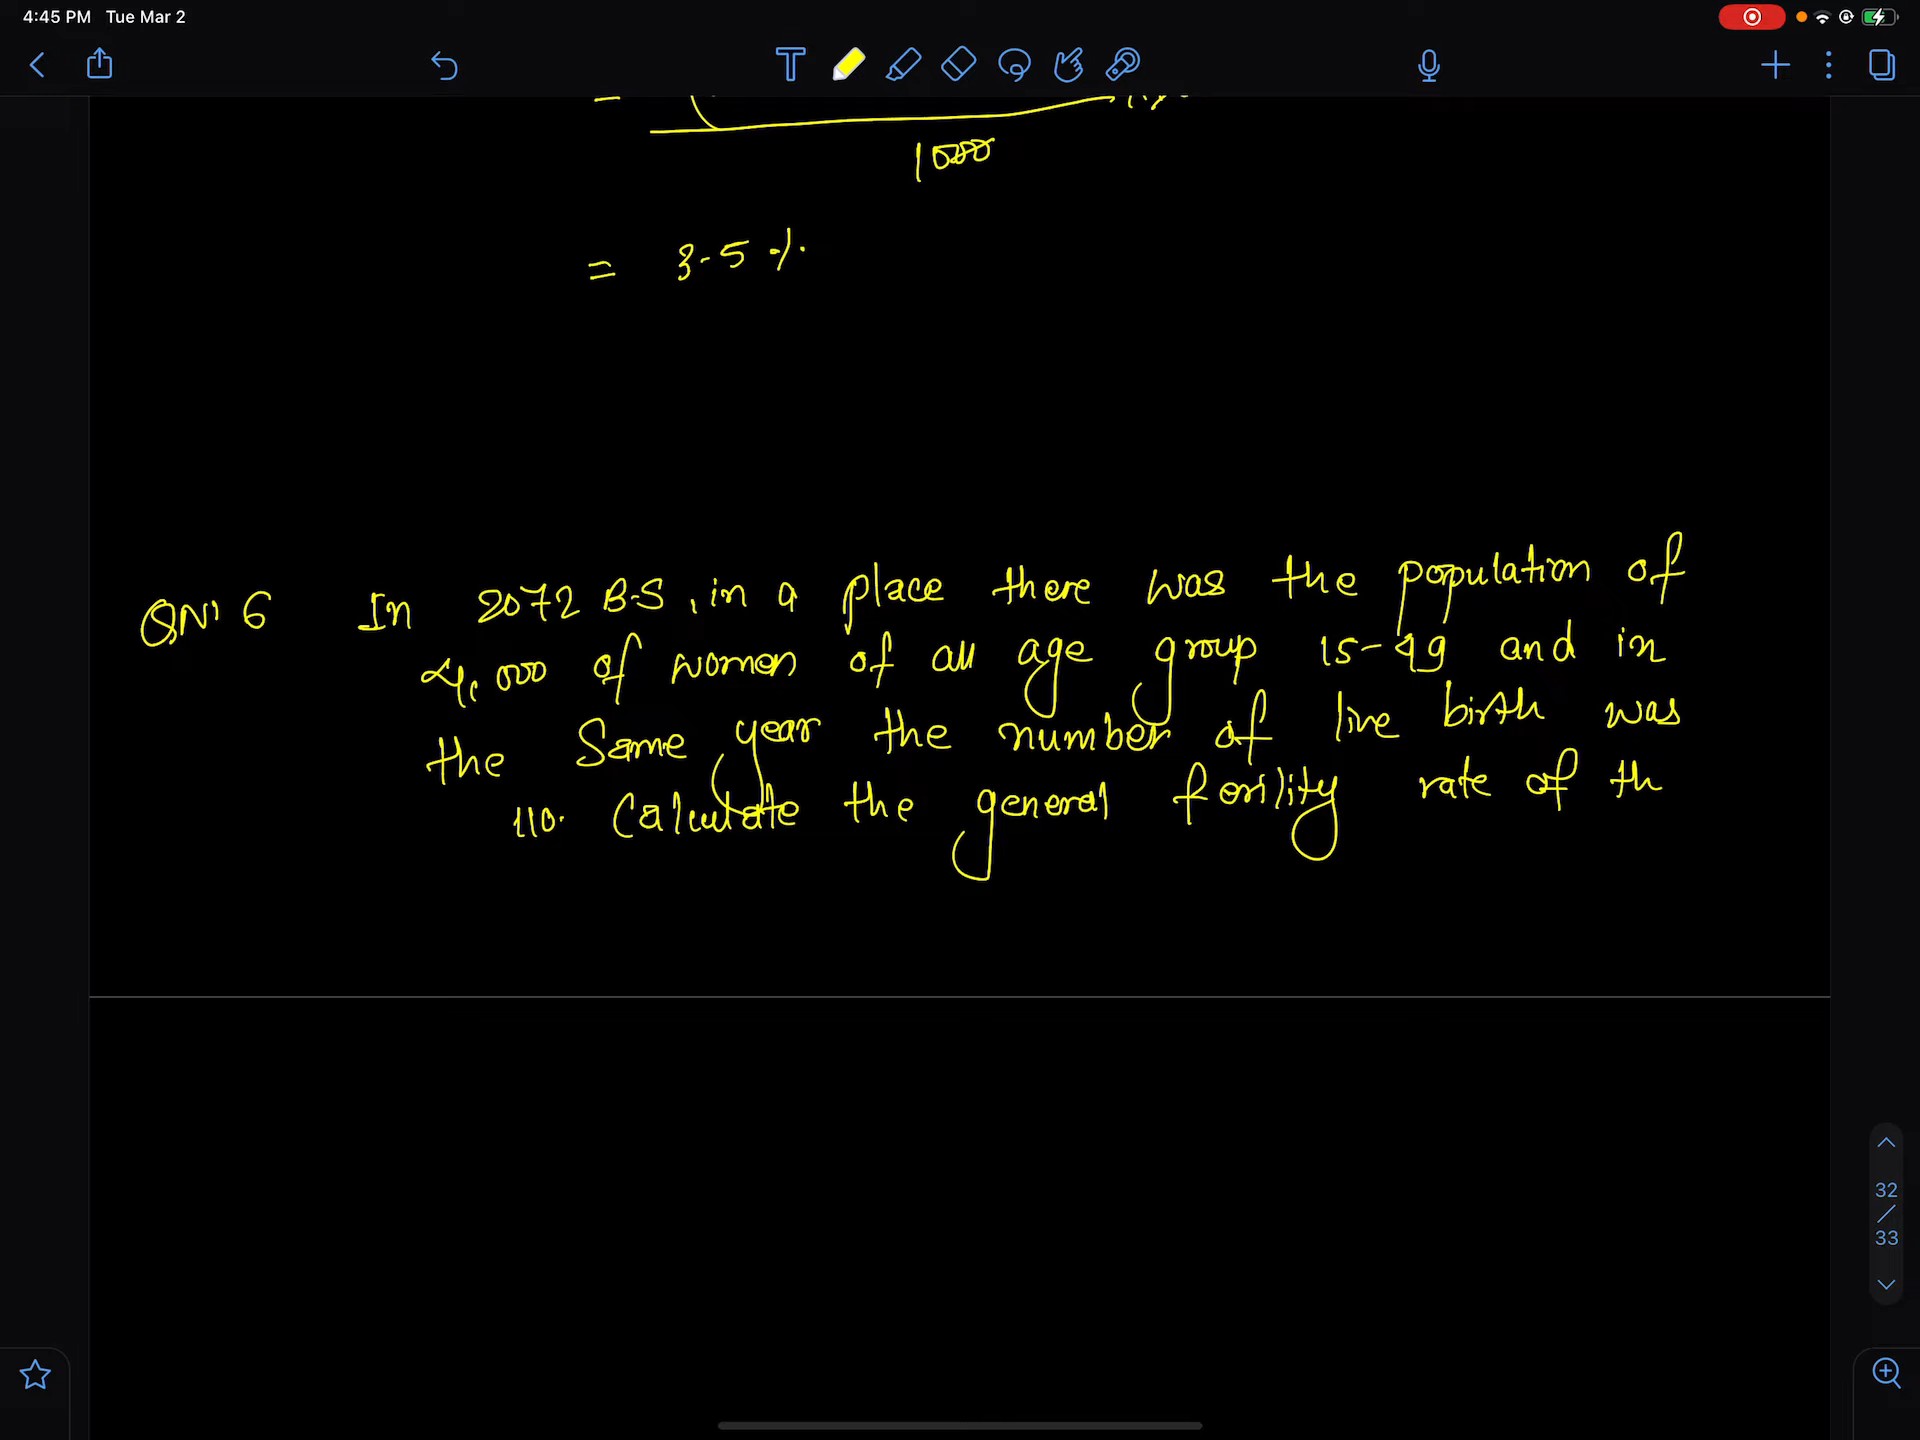 4:45 PM Tue Mar 2
=
1000
= 3.5 %
QN. 6 In 2072 B.S, in a place there was the population of
4,000 of women of all age group 15-49 and in
the same year the number of live birth was
110. Calculate the general ferility rate of th
32
/
33